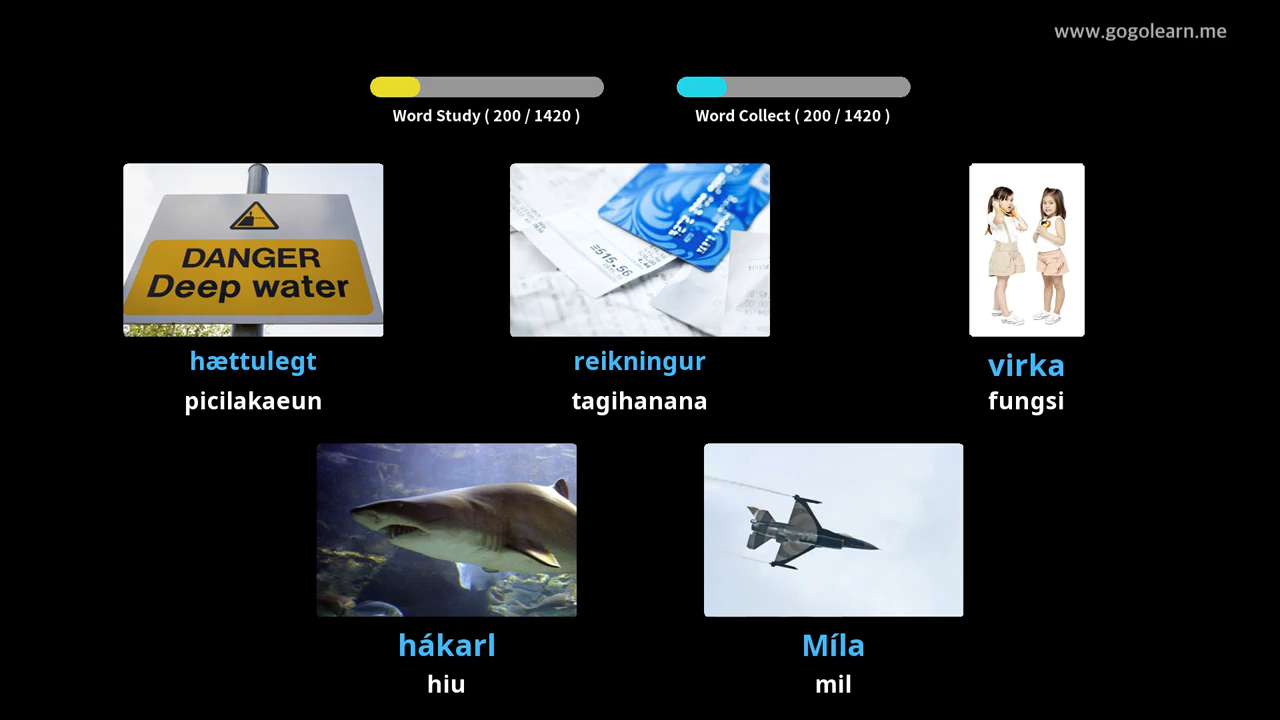 www.gogolearn.me
Word Study ( 200 / 1420 )
Word Collect ( 200 / 1420 )
DANGER
Deep water
hættulegt
picilakaeun
reikningur
tagihanana
virka
fungsi
hákarl
hiu
Míla
mil